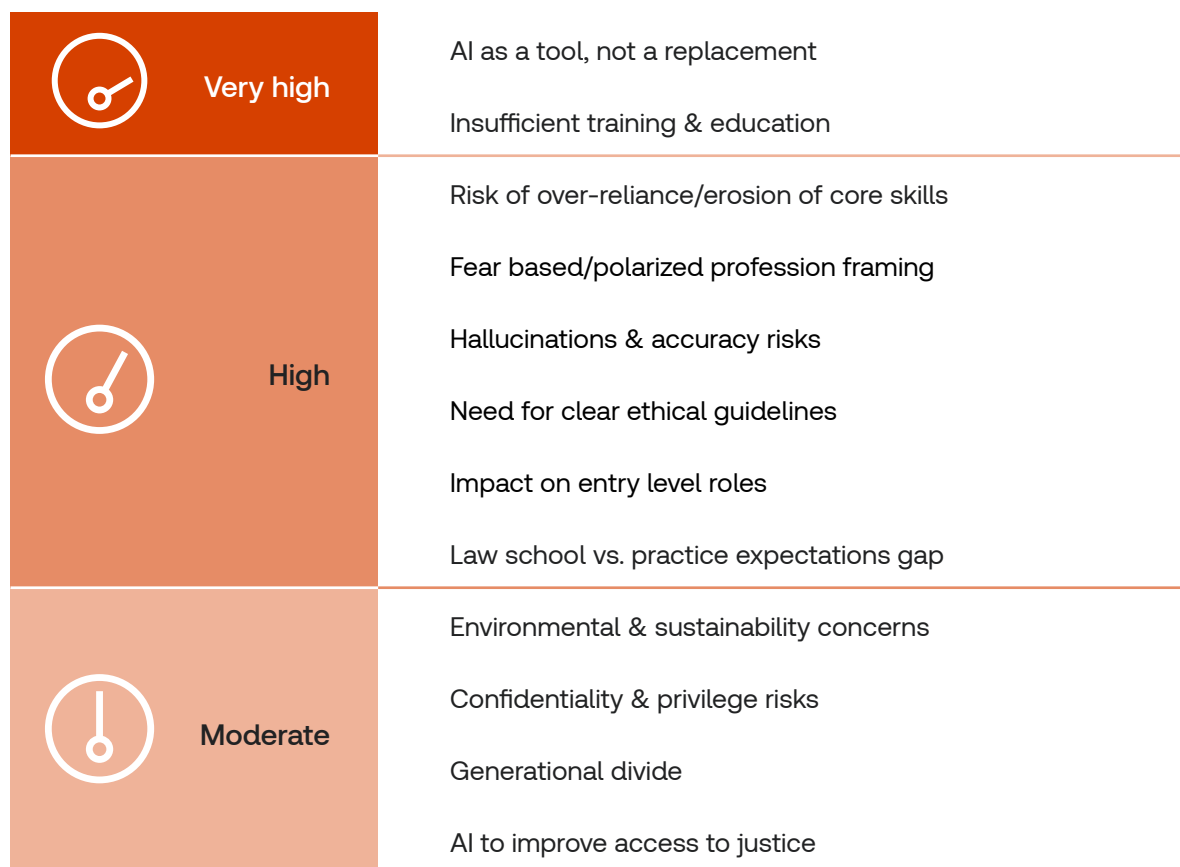 Very high
AI as a tool, not a replacement
Insufficient training & education
High
Risk of over-reliance/erosion of core skills
Fear based/polarized profession framing
Hallucinations & accuracy risks
Need for clear ethical guidelines
Impact on entry level roles
Law school vs. practice expectations gap
Moderate
Environmental & sustainability concerns
Confidentiality & privilege risks
Generational divide
AI to improve access to justice